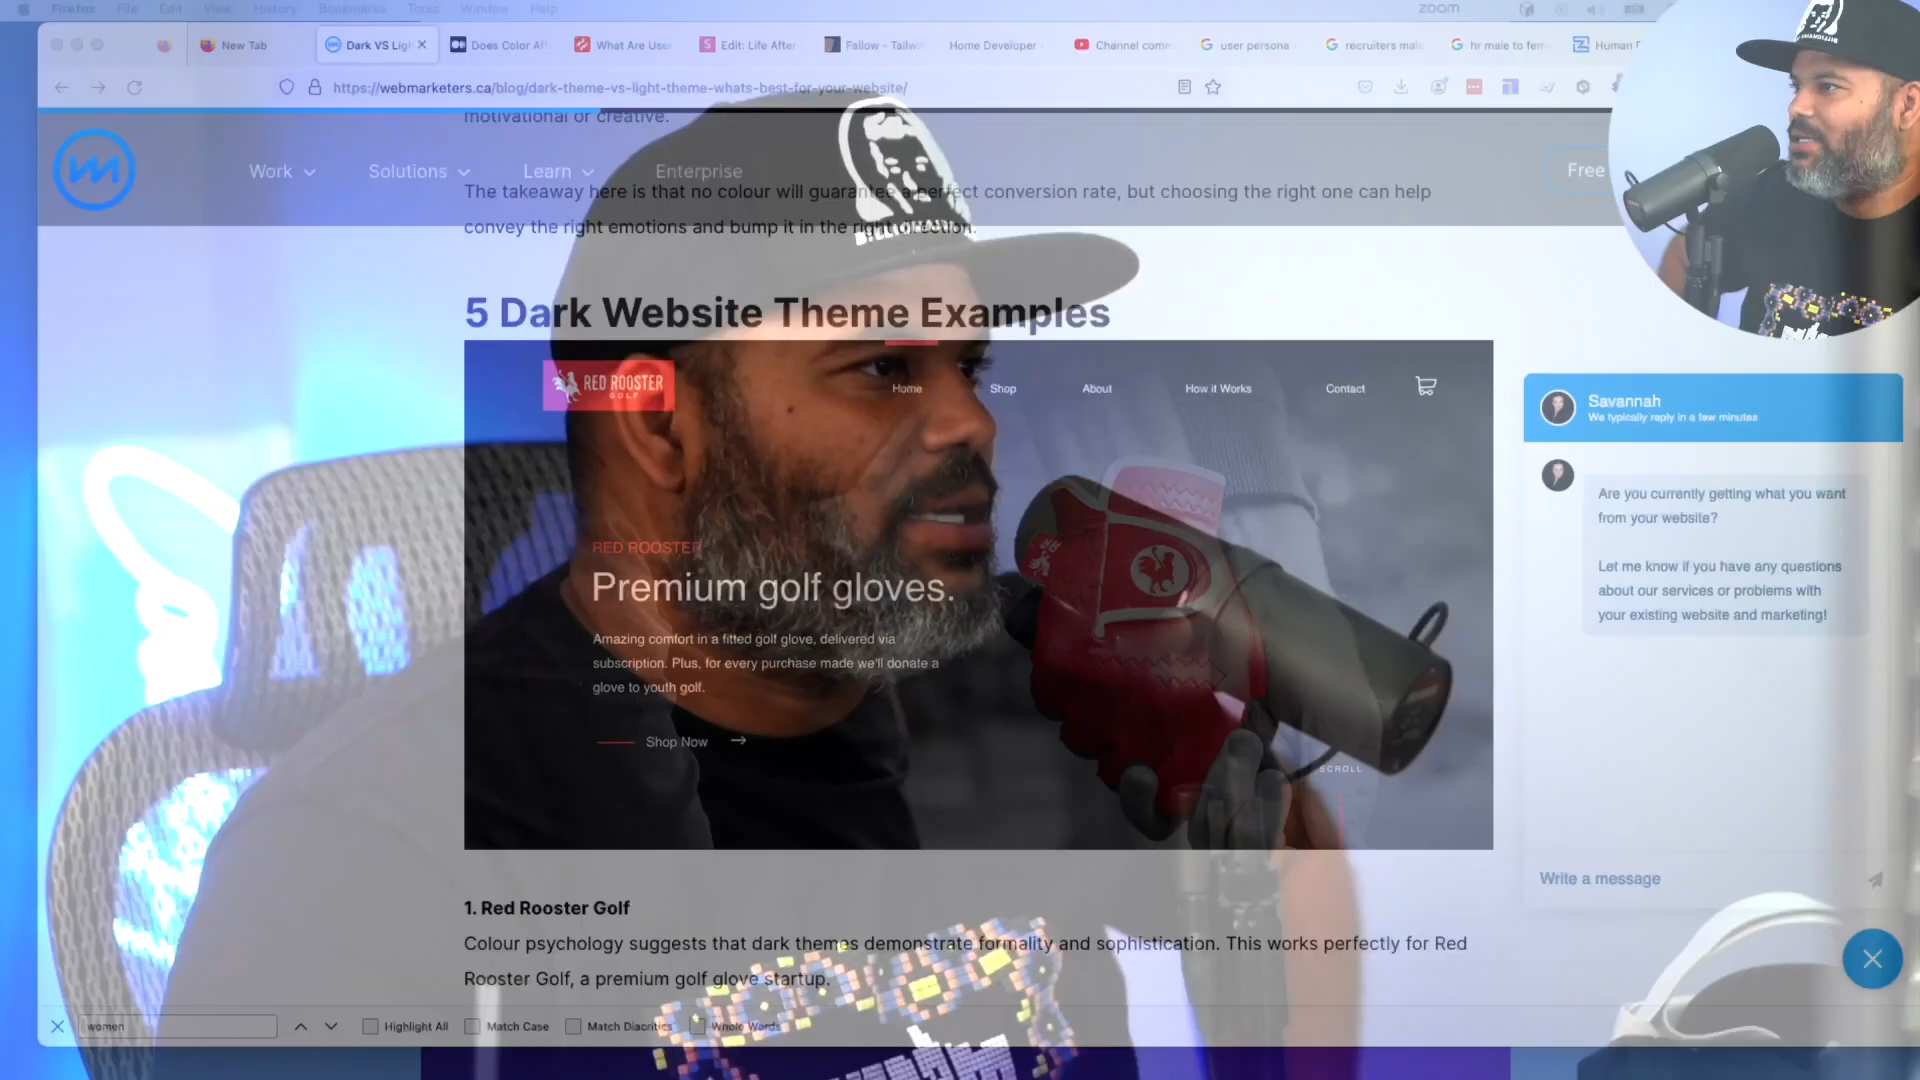 Firefox File Edit View History Bookmarks Tools Window Help
zoom
New Tab
Dark VS Ligh
Does Color Aff
What Are User
Edit: Life After
Fallow - Tailw
Home Developer -
Channel comm
user persona
recruiters male
hr male to fem
Human R
https://webmarketers.ca/blog/dark-theme-vs-light-theme-whats-best-for-your-website/
motivational or creative.
Work
Solutions
Learn
Enterprise
Free
The takeaway here is that no colour will guarantee a perfect conversion rate, but choosing the right one can help
convey the right emotions and bump it in the right direction.
5 Dark Website Theme Examples
RED ROOSTER
GOLF
Home
Shop
About
How it Works
Contact
RED ROOSTER
Premium golf gloves.
Amazing comfort in a fitted golf glove, delivered via
subscription. Plus, for every purchase made we'll donate a
glove to youth golf.
Shop Now
SCROLL
Savannah
We typically reply in a few minutes
Are you currently getting what you want
from your website?
Let me know if you have any questions
about our services or problems with
your existing website and marketing!
Write a message
1. Red Rooster Golf
Colour psychology suggests that dark themes demonstrate formality and sophistication. This works perfectly for Red
Rooster Golf, a premium golf glove startup.
women
Highlight All
Match Case
Match Diacritics
Whole Words